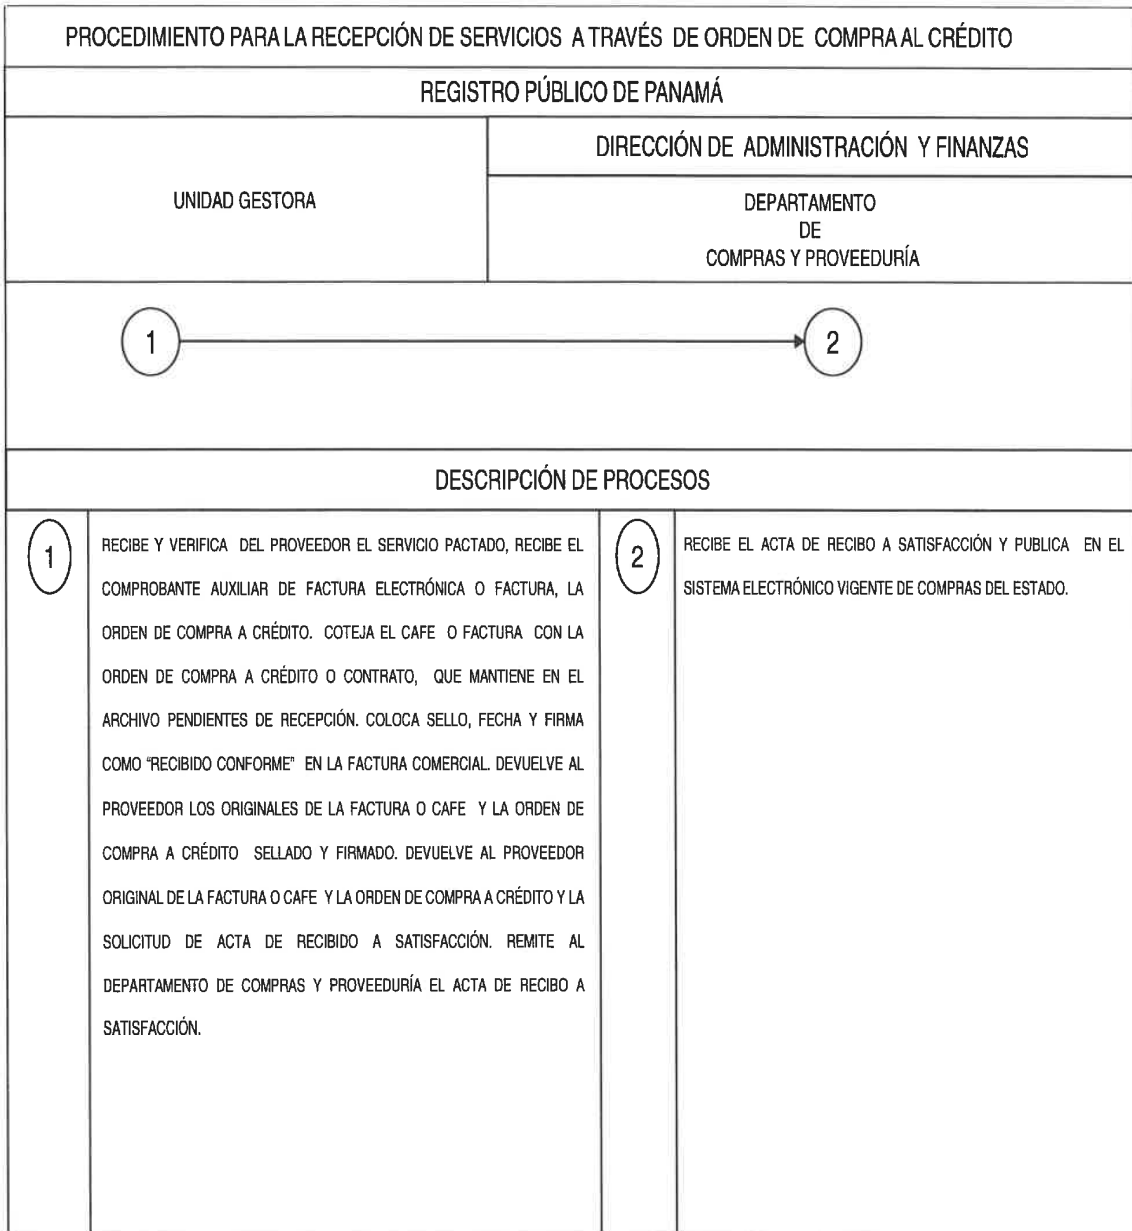 PROCEDIMIENTO PARA LA RECEPCIÓN DE SERVICIOS A TRAVÉS DE ORDEN DE COMPRA AL CRÉDITO
REGISTRO PÚBLICO DE PANAMÁ
UNIDAD GESTORA
DIRECCIÓN DE ADMINISTRACIÓN Y FINANZAS
DEPARTAMENTO
DE
COMPRAS Y PROVEEDURÍA
1
2
DESCRIPCIÓN DE PROCESOS
1
RECIBE Y VERIFICA DEL PROVEEDOR EL SERVICIO PACTADO, RECIBE EL
COMPROBANTE AUXILIAR DE FACTURA ELECTRÓNICA O FACTURA, LA
ORDEN DE COMPRA A CRÉDITO. COTEJA EL CAFE O FACTURA CON LA
ORDEN DE COMPRA A CRÉDITO O CONTRATO, QUE MANTIENE EN EL
ARCHIVO PENDIENTES DE RECEPCIÓN. COLOCA SELLO, FECHA Y FIRMA
COMO "RECIBIDO CONFORME" EN LA FACTURA COMERCIAL. DEVUELVE AL
PROVEEDOR LOS ORIGINALES DE LA FACTURA O CAFE Y LA ORDEN DE
COMPRA A CRÉDITO SELLADO Y FIRMADO. DEVUELVE AL PROVEEDOR
ORIGINAL DE LA FACTURA O CAFE Y LA ORDEN DE COMPRA A CRÉDITO Y LA
SOLICITUD DE ACTA DE RECIBIDO A SATISFACCIÓN. REMITE AL
DEPARTAMENTO DE COMPRAS Y PROVEEDURÍA EL ACTA DE RECIBO A
SATISFACCIÓN.
2
RECIBE EL ACTA DE RECIBO A SATISFACCIÓN Y PUBLICA EN EL
SISTEMA ELECTRÓNICO VIGENTE DE COMPRAS DEL ESTADO.